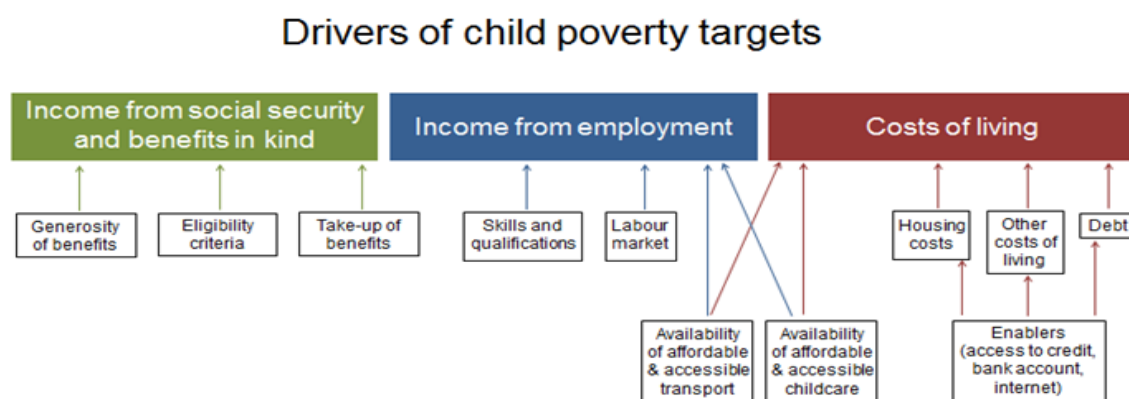 Drivers of child poverty targets
Income from social security
and benefits in kind
Income from employment
Costs of living
Generosity
of benefits
Eligibility
criteria
Take-up of
benefits
Skills and
qualifications
Labour
market
Housing
costs
Other
costs of
living
Debt
Availability
of affordable
& accessible
transport
Availability
of affordable
& accessible
childcare
Enablers
(access to credit,
bank account,
internet)